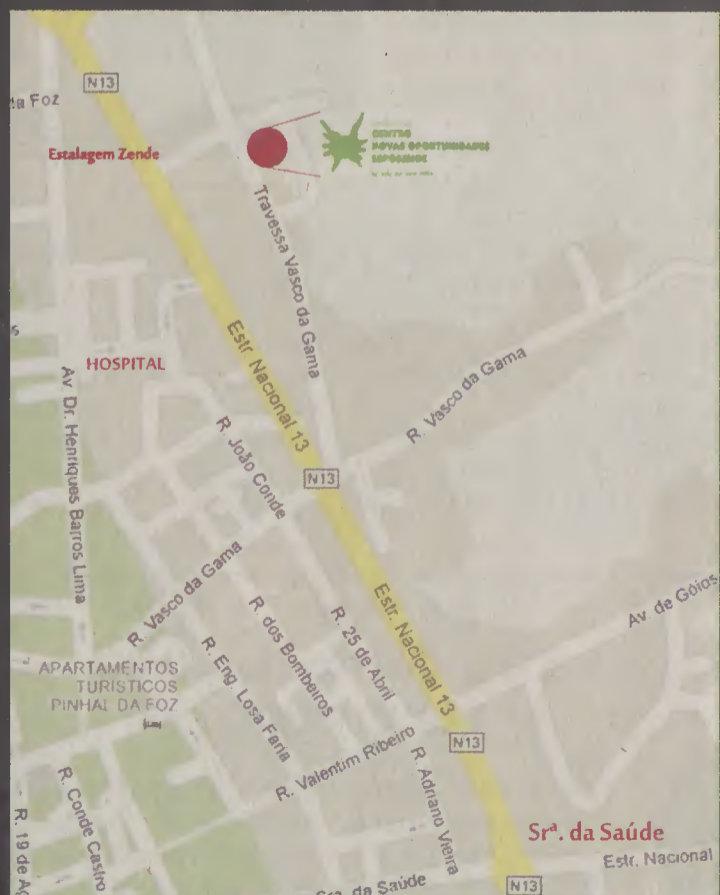 N13
da Foz
Estalagem Zende
CENTRO
NOVAS OPORTUNIDADES
ESPOSENDE
Travessa Vasco da Gama
Estr. Nacional 13
HOSPITAL
R. Vasco da Gama
Av. Dr. Henriques Barros Lima
R. João Conde
N13
R. Vasco da Gama
Estr. Nacional 13
Av. de Góios
R. 25 de Abril
R. dos Bombeiros
R. Eng. Losa Faria
APARTAMENTOS
TURISTICOS
PINHAL DA FOZ
R. Valentim Ribeiro
N13
R. Adriano Vieira
R. Conde Castro
R. 19 de Ag
Srª. da Saúde
Estr. Nacional
Sra. da Saúde
N13